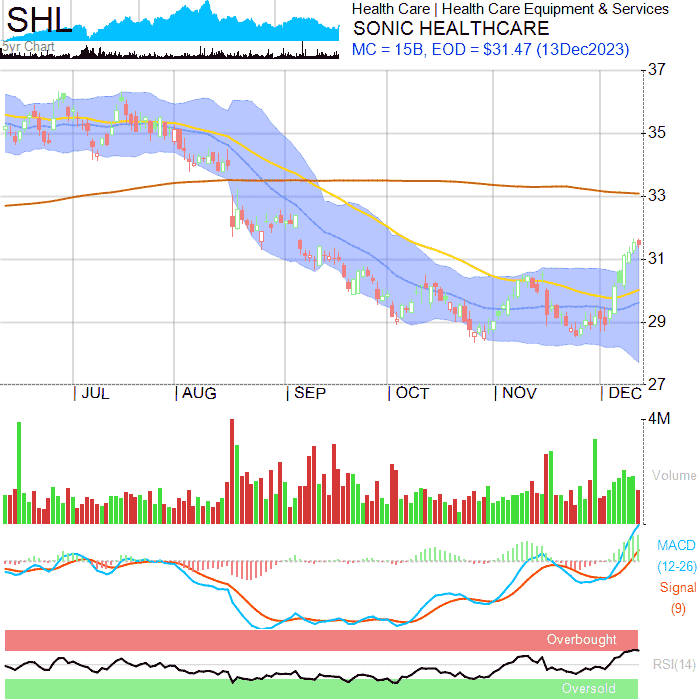 SHL
5yr Chart
Health Care | Health Care Equipment & Services
SONIC HEALTHCARE
MC = 15B, EOD = $31.47 (13Dec2023)
37
35
33
31
29
27
JUL AUG SEP OCT NOV DEC
4M
Volume
MACD
(12-26)
Signal
(9)
Overbought
RSI(14)
Oversold